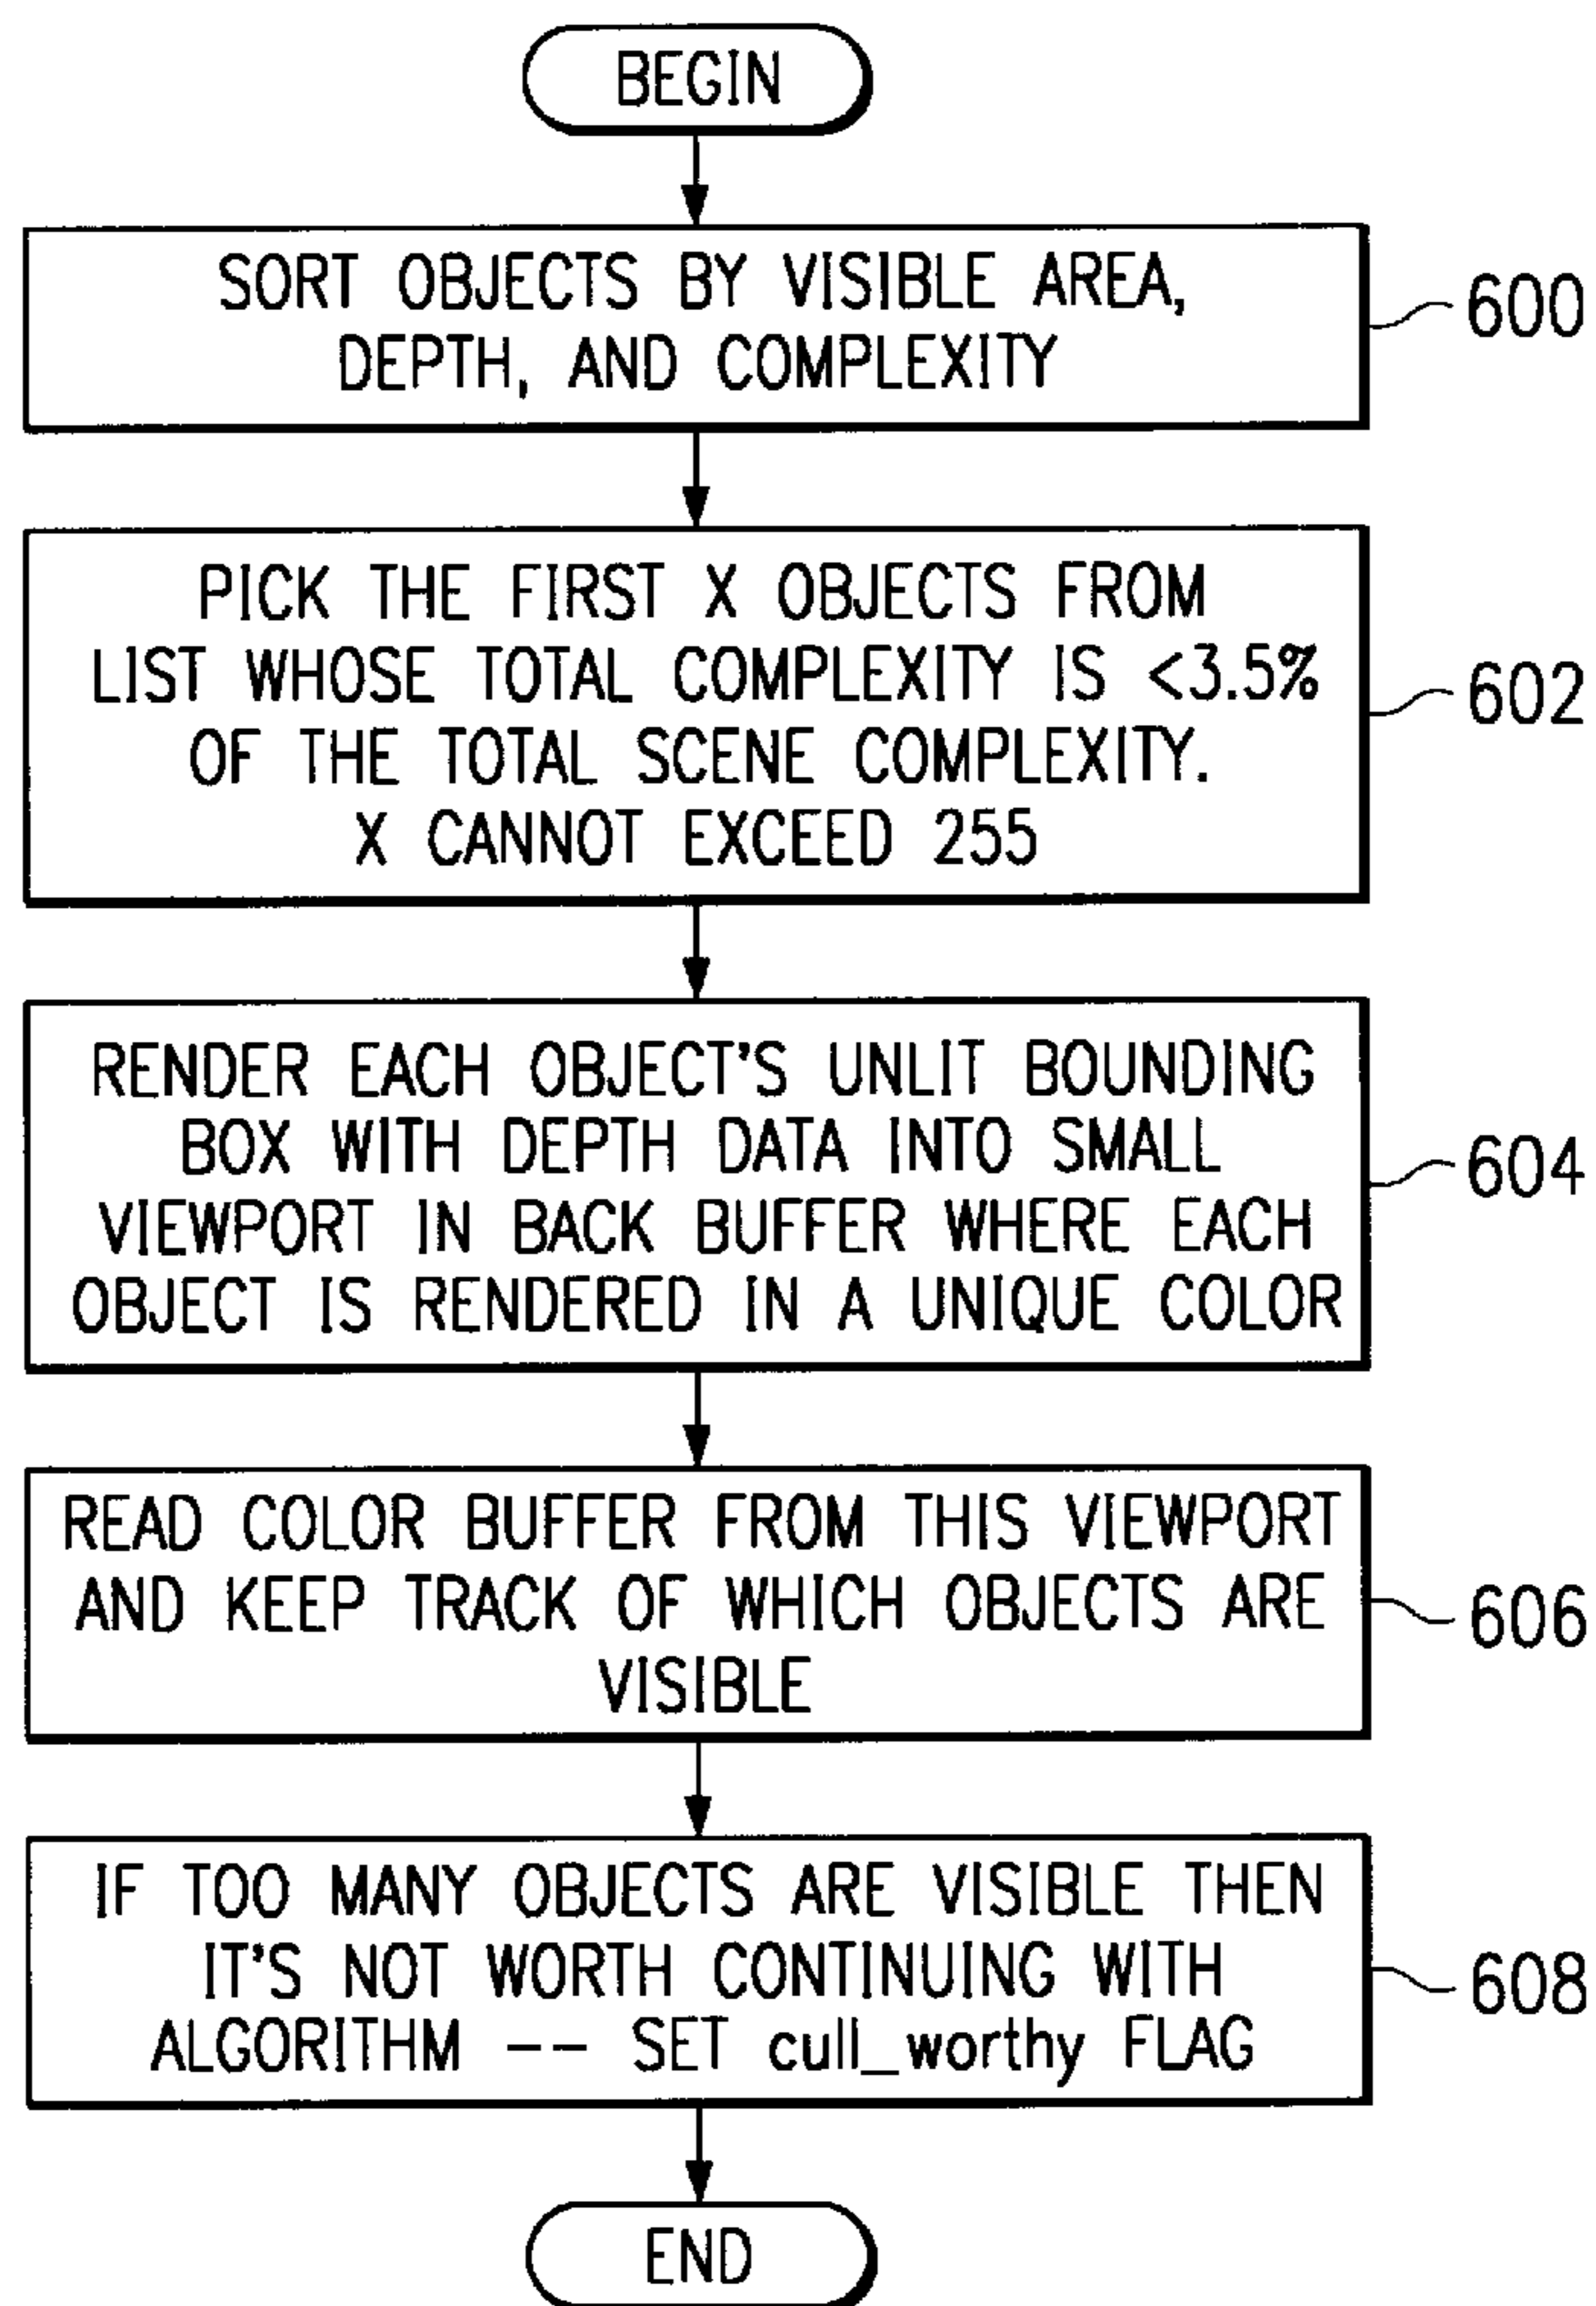 BEGIN
SORT OBJECTS BY VISIBLE AREA,
DEPTH, AND COMPLEXITY
600
PICK THE FIRST X OBJECTS FROM
LIST WHOSE TOTAL COMPLEXITY IS <3.5%
OF THE TOTAL SCENE COMPLEXITY.
X CANNOT EXCEED 255
602
RENDER EACH OBJECT'S UNLIT BOUNDING
BOX WITH DEPTH DATA INTO SMALL
VIEWPORT IN BACK BUFFER WHERE EACH
OBJECT IS RENDERED IN A UNIQUE COLOR
604
READ COLOR BUFFER FROM THIS VIEWPORT
AND KEEP TRACK OF WHICH OBJECTS ARE
VISIBLE
606
IF TOO MANY OBJECTS ARE VISIBLE THEN
IT'S NOT WORTH CONTINUING WITH
ALGORITHM -- SET cull_worthy FLAG
608
END